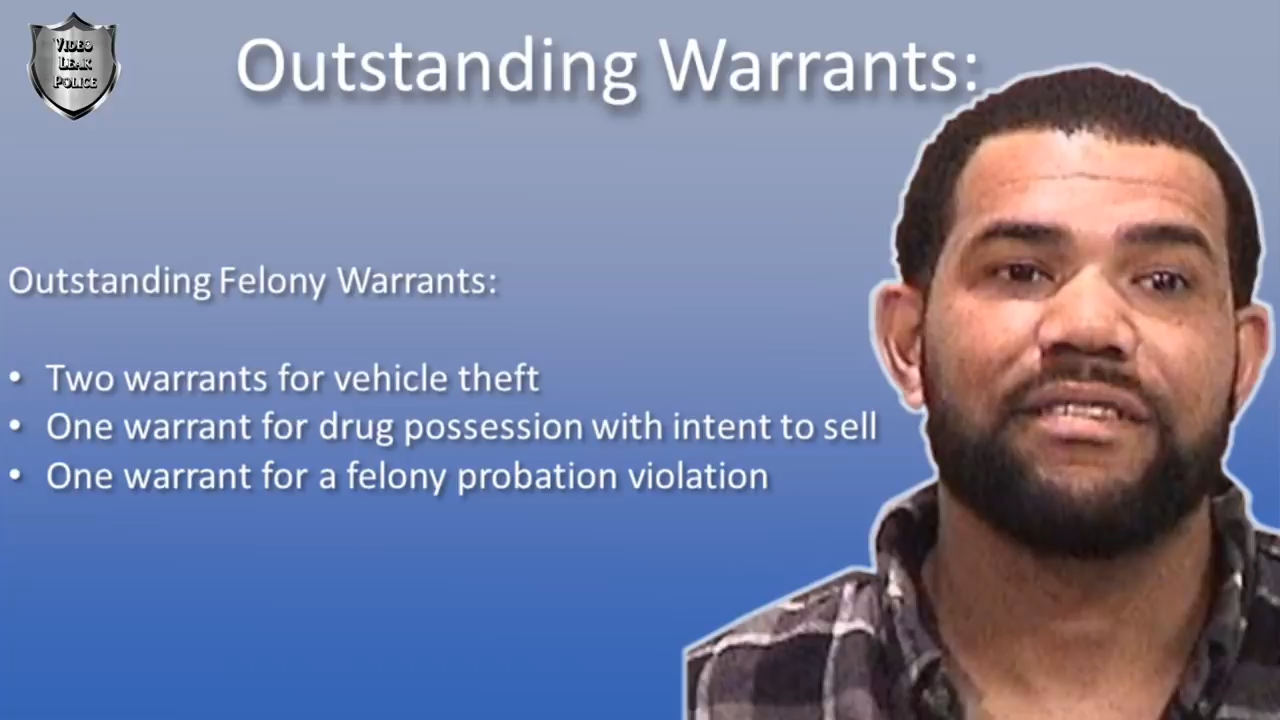 VIDEO
LEAK
POLICE
Outstanding Warrants:
Outstanding Felony Warrants:
• Two warrants for vehicle theft
• One warrant for drug possession with intent to sell
• One warrant for a felony probation violation